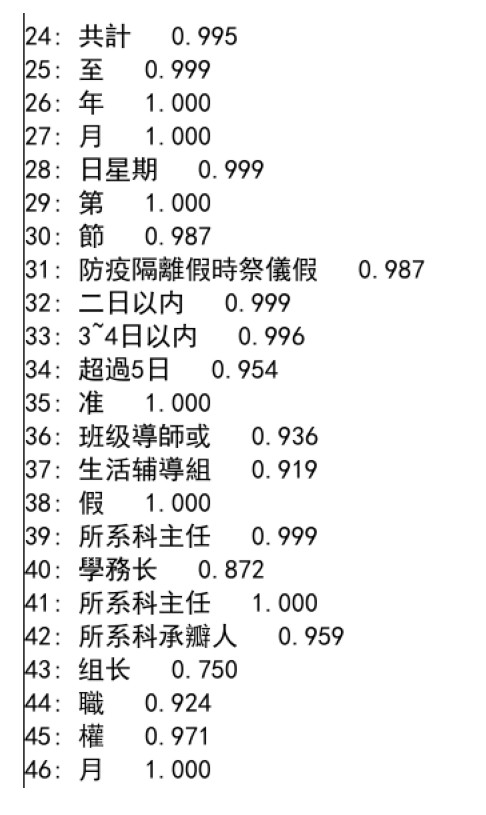 24: 共計 0.995
25: 至 0.999
26: 年 1.000
27: 月 1.000
28: 日星期 0.999
29: 第 1.000
30: 節 0.987
31: 防疫隔離假時祭儀假 0.987
32: 二日以内 0.999
33: 3~4日以内 0.996
34: 超過5日 0.954
35: 准 1.000
36: 班级導師或 0.936
37: 生活辅導組 0.919
38: 假 1.000
39: 所系科主任 0.999
40: 學務长 0.872
41: 所系科主任 1.000
42: 所系科承瓣人 0.959
43: 组长 0.750
44: 職 0.924
45: 權 0.971
46: 月 1.000